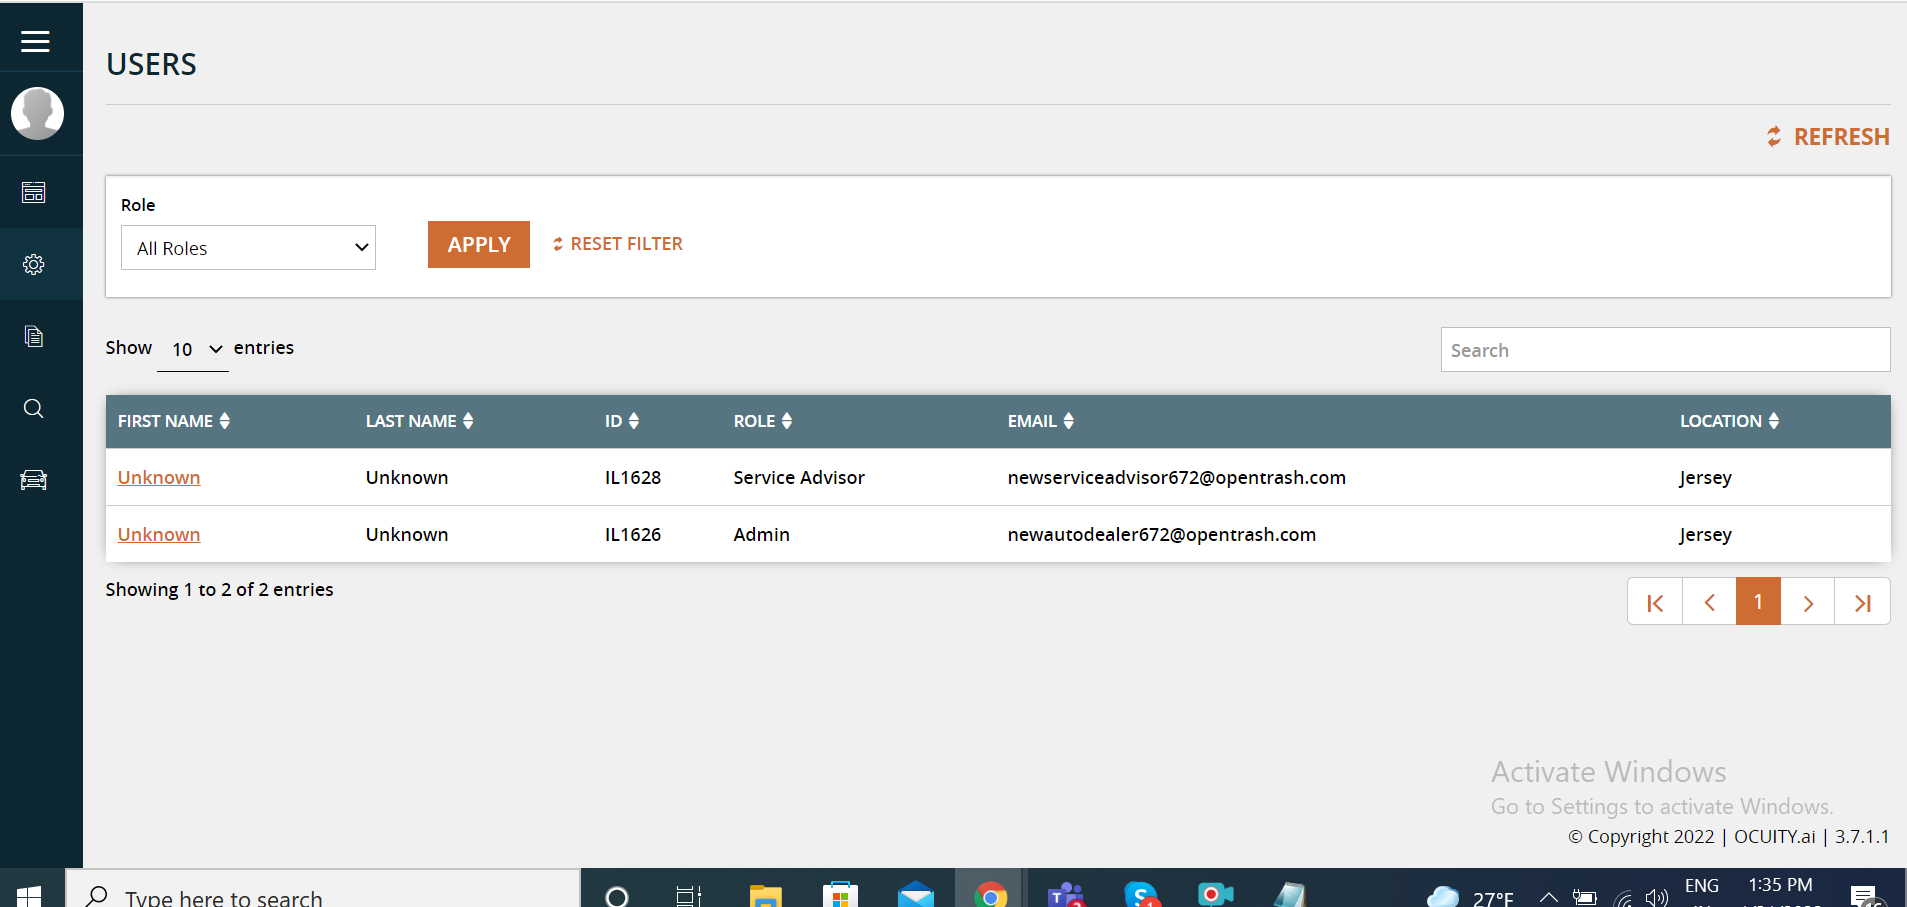 USERS
REFRESH
Role
All Roles
APPLY
RESET FILTER
Show 10 entries
Search
FIRST NAME LAST NAME ID ROLE EMAIL LOCATION
Unknown Unknown IL1628 Service Advisor newserviceadvisor672@opentrash.com Jersey
Unknown Unknown IL1626 Admin newautodealer672@opentrash.com Jersey
Showing 1 to 2 of 2 entries
1
Activate Windows
Go to Settings to activate Windows.
© Copyright 2022 | OCUITY.ai | 3.7.1.1
Type here to search
27°F
ENG
1:35 PM